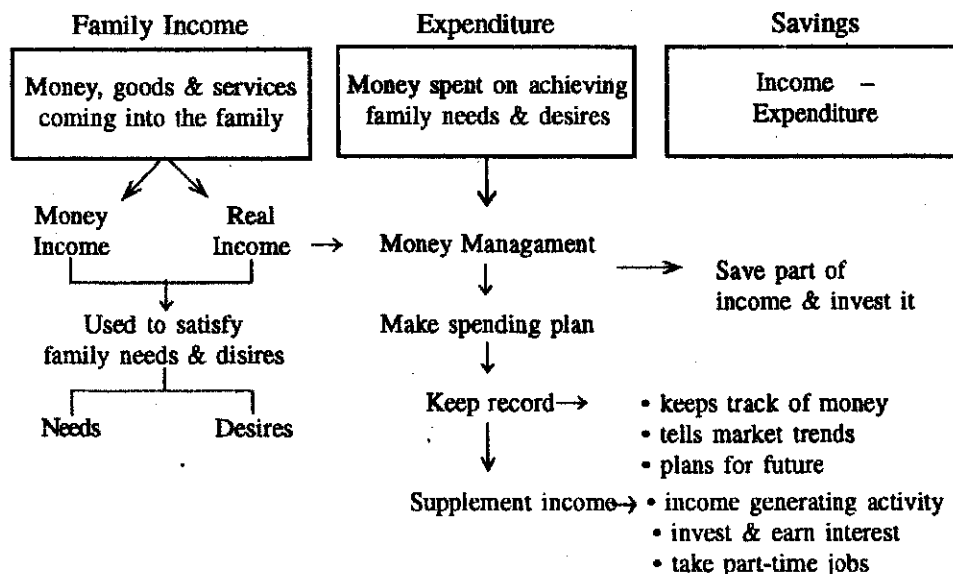 Family Income
Expenditure
Savings
Money, goods & services
coming into the family
Money spent on achieving
family needs & desires
Income –
Expenditure
Money
Income
Real
Income
Money Managament
Save part of
income & invest it
Used to satisfy
family needs & disires
Make spending plan
Needs
Desires
Keep record
• keeps track of money
• tells market trends
• plans for future
Supplement income
• income generating activity
• invest & earn interest
• take part-time jobs